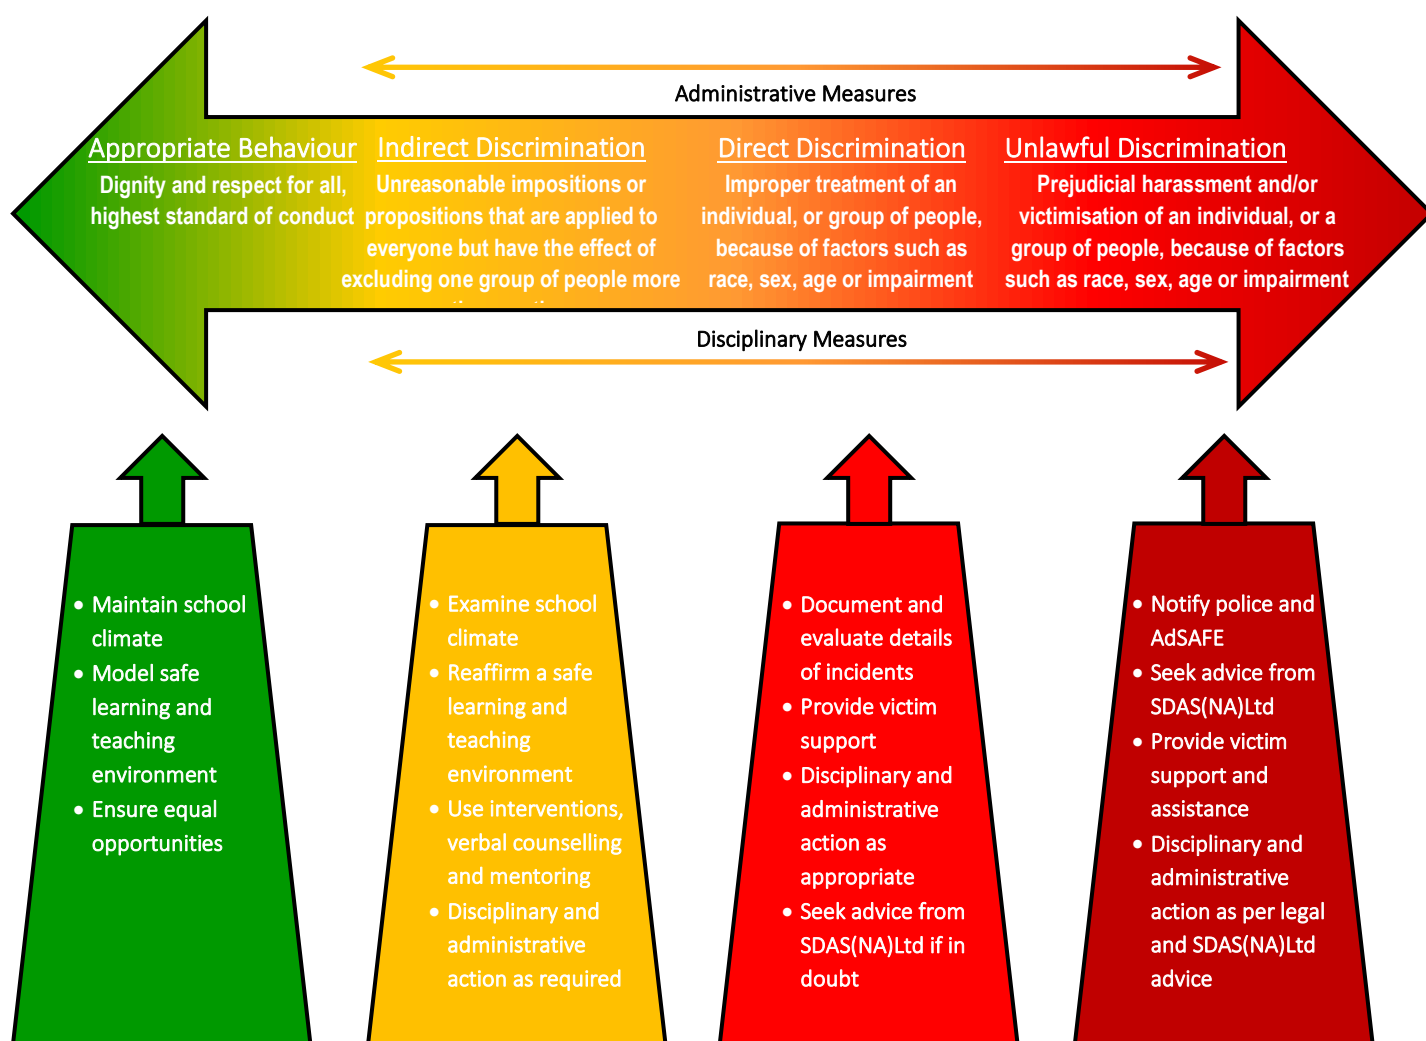 Administrative Measures
Appropriate Behaviour
Dignity and respect for all,
highest standard of conduct
Indirect Discrimination
Unreasonable impositions or
propositions that are applied to
everyone but have the effect of
excluding one group of people more
Direct Discrimination
Improper treatment of an
individual, or group of people,
because of factors such as
race, sex, age or impairment
Unlawful Discrimination
Prejudicial harassment and/or
victimisation of an individual, or a
group of people, because of factors
such as race, sex, age or impairment
Disciplinary Measures
• Maintain school
climate
• Model safe
learning and
teaching
environment
• Ensure equal
opportunities
• Examine school
climate
• Reaffirm a safe
learning and
teaching
environment
• Use interventions,
verbal counselling
and mentoring
• Disciplinary and
administrative
action as required
• Document and
evaluate details
of incidents
• Provide victim
support
• Disciplinary and
administrative
action as
appropriate
• Seek advice from
SDAS(NA)Ltd if in
doubt
• Notify police and
AdSAFE
• Seek advice from
SDAS(NA)Ltd
• Provide victim
support and
assistance
• Disciplinary and
administrative
action as per legal
and SDAS(NA)Ltd
advice